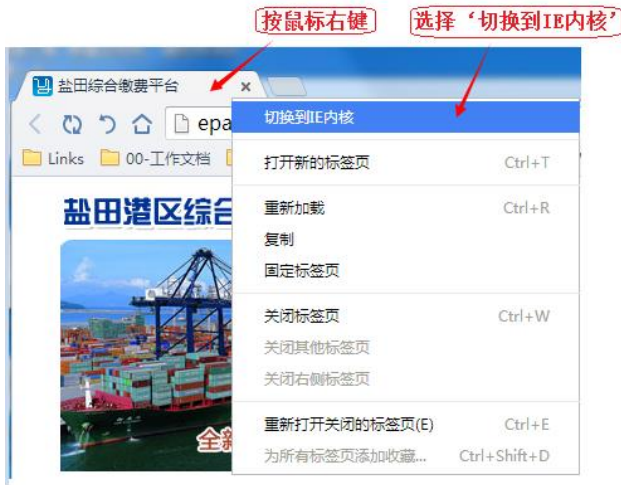 按鼠标右键
选择‘切换到IE内核’
盐田综合缴费平台
epa
切换到IE内核
Links 00-工作文档
打开新的标签页 Ctrl+T
盐田港区综合
重新加载 Ctrl+R
复制
固定标签页
关闭标签页 Ctrl+W
关闭其他标签页
关闭右侧标签页
重新打开关闭的标签页(E) Ctrl+E
全新
为所有标签页添加收藏... Ctrl+Shift+D